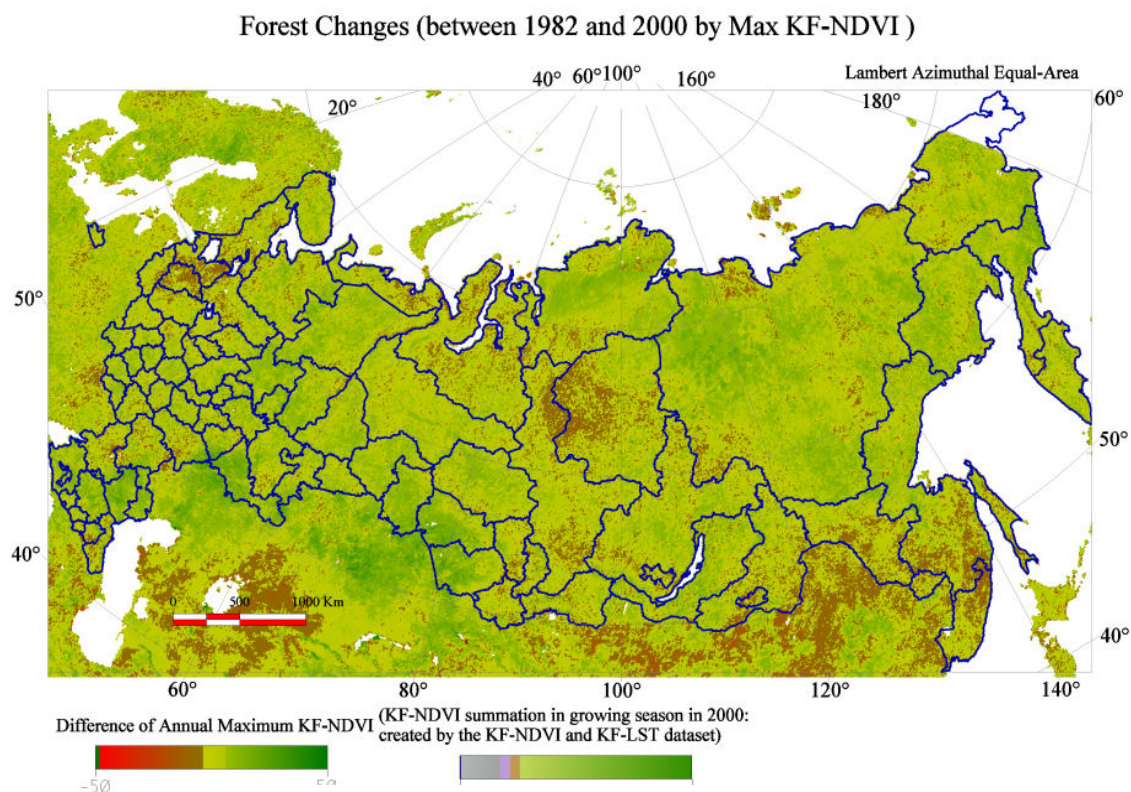 Forest Changes (between 1982 and 2000 by Max KF-NDVI )
Lambert Azimuthal Equal-Area
20° 40° 60° 100° 160° 180° 60°
50°
50°
40°
40°
0 500 1000 Km
60° 80° 100° 120° 140°
Difference of Annual Maximum KF-NDVI
(KF-NDVI summation in growing season in 2000:
created by the KF-NDVI and KF-LST dataset)
-50 50